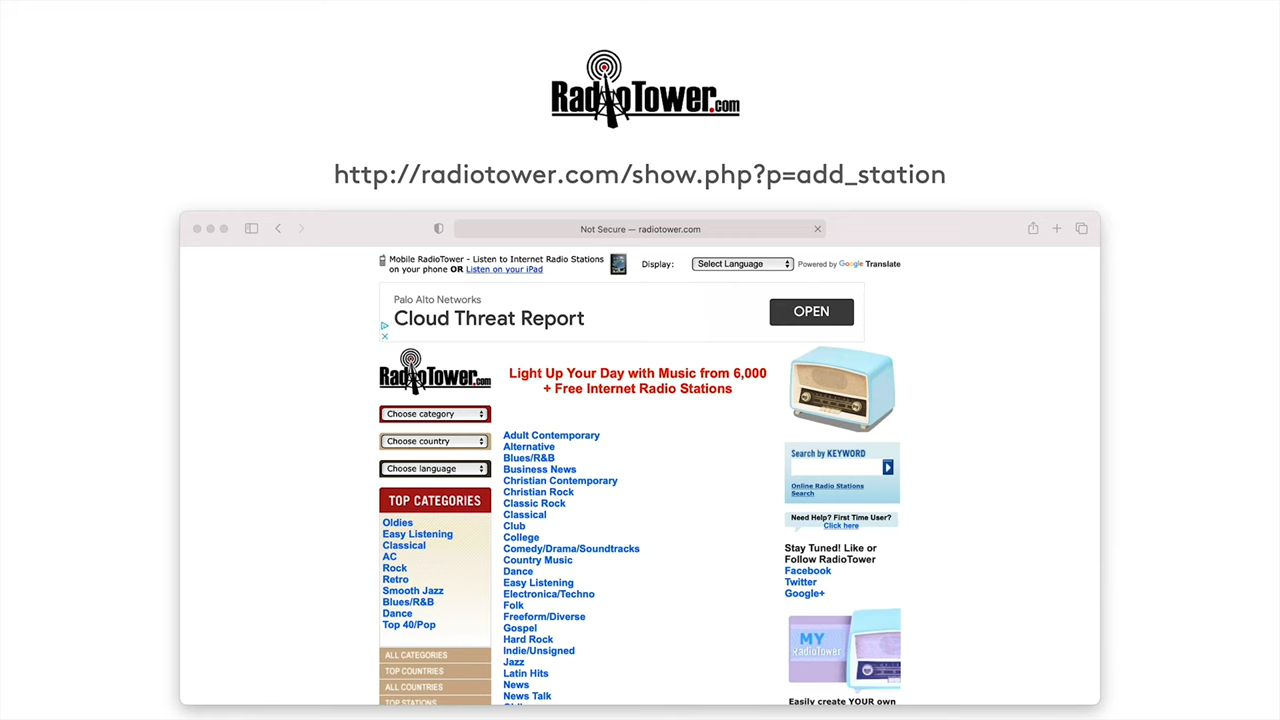 RadioTower.com
http://radiotower.com/show.php?p=add_station
Not Secure — radiotower.com
Mobile RadioTower - Listen to Internet Radio Stations
on your phone OR Listen on your iPad
Display:
Select Language
Powered by Google Translate
Palo Alto Networks
Cloud Threat Report
OPEN
RadioTower.com
Light Up Your Day with Music from 6,000
+ Free Internet Radio Stations
Choose category
Choose country
Choose language
TOP CATEGORIES
Oldies
Easy Listening
Classical
AC
Rock
Retro
Smooth Jazz
Blues/R&B
Dance
Top 40/Pop
ALL CATEGORIES
TOP COUNTRIES
ALL COUNTRIES
TOP STATIONS
Adult Contemporary
Alternative
Blues/R&B
Business News
Christian Contemporary
Christian Rock
Classic Rock
Classical
Club
College
Comedy/Drama/Soundtracks
Country Music
Dance
Easy Listening
Electronica/Techno
Folk
Freeform/Diverse
Gospel
Hard Rock
Indie/Unsigned
Jazz
Latin Hits
News
News Talk
Search by KEYWORD
Online Radio Stations
Search
Need Help? First Time User?
Click here
Stay Tuned! Like or
Follow RadioTower
Facebook
Twitter
Google+
MY
RadioTower
Easily create YOUR own